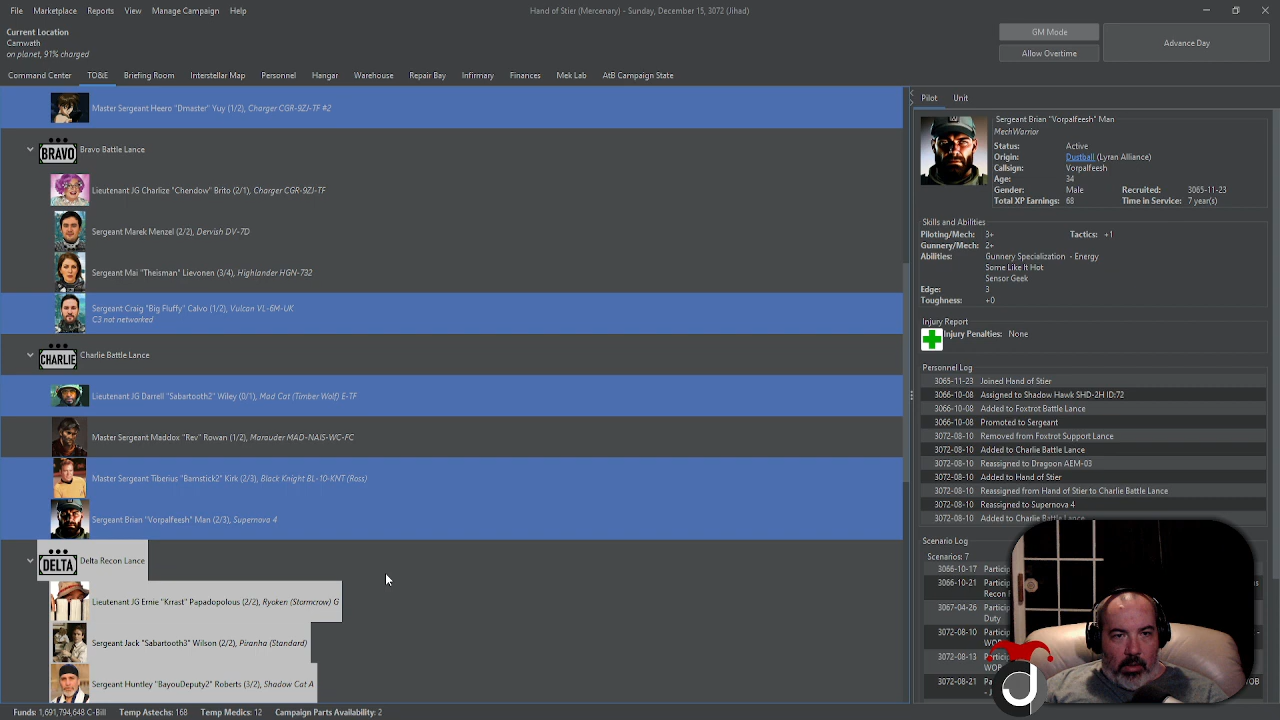 File Marketplace Reports View Manage Campaign Help
Hand of Stier (Mercenary) - Sunday, December 15, 3072 (Jihad)
Current Location
Camwath
on planet, 91% charged
GM Mode
Allow Overtime
Advance Day
Command Center TO&E Briefing Room Interstellar Map Personnel Hangar Warehouse Repair Bay Infirmary Finances Mek Lab AtB Campaign State
Master Sergeant Heero "Dmaster" Yuy (1/2), Charger CGR-9ZJ-TF #2
BRAVO Bravo Battle Lance
Lieutenant JG Charlize "Chendow" Brito (2/1), Charger CGR-9ZJ-TF
Sergeant Marek Menzel (2/2), Dervish DV-7D
Sergeant Mai "Theisman" Lievonen (3/4), Highlander HGN-732
Sergeant Craig "Big Fluffy" Calvo (1/2), Vulcan VL-6M-UK
C3 not networked
CHARLIE Charlie Battle Lance
Lieutenant JG Darrell "Sabartooth2" Wiley (0/1), Mad Cat (Timber Wolf) E-TF
Master Sergeant Maddox "Rev" Rowan (1/2), Marauder MAD-NAIS-WC-FC
Master Sergeant Tiberius "Bamstick2" Kirk (2/3), Black Knight BL-10-KNT (Ross)
Sergeant Brian "Vorpalfeesh" Man (2/3), Supernova 4
DELTA Delta Recon Lance
Lieutenant JG Ernie "Krrast" Papadopolous (2/2), Ryoken (Stormcrow) G
Sergeant Jack "Sabartooth3" Wilson (2/2), Piranha (Standard)
Sergeant Huntley "BayouDeputy2" Roberts (3/2), Shadow Cat A
Pilot Unit
Sergeant Brian "Vorpalfeesh" Man
MechWarrior
Status: Active
Origin: Dustball (Lyran Alliance)
Callsign: Vorpalfeesh
Age: 34
Gender: Male Recruited: 3065-11-23
Total XP Earnings: 68 Time in Service: 7 year(s)
Skills and Abilities
Piloting/Mech: 3+ Tactics: +1
Gunnery/Mech: 2+
Abilities: Gunnery Specialization - Energy
Some Like It Hot
Sensor Geek
Edge: 3
Toughness: +0
Injury Report
Injury Penalties: None
Personnel Log
3065-11-23 Joined Hand of Stier
3066-10-08 Assigned to Shadow Hawk SHD-2H ID:72
3066-10-08 Added to Foxtrot Battle Lance
3066-10-08 Promoted to Sergeant
3072-08-10 Removed from Foxtrot Support Lance
3072-08-10 Added to Charlie Battle Lance
3072-08-10 Reassigned to Dragoon AEM-03
3072-08-10 Added to Hand of Stier
3072-08-10 Reassigned from Hand of Stier to Charlie Battle Lance
3072-08-10 Reassigned to Supernova 4
3072-08-10 Added to Charlie Battle Lance
Scenario Log
Scenarios: 7
3066-10-17
3066-10-21
Recon
3067-04-26
Duty
3072-08-10
WOB
3072-08-13
WOB
3072-08-21
Funds: 1,691,794,648 C-Bill Temp Astechs: 168 Temp Medics: 12 Campaign Parts Availability: 2